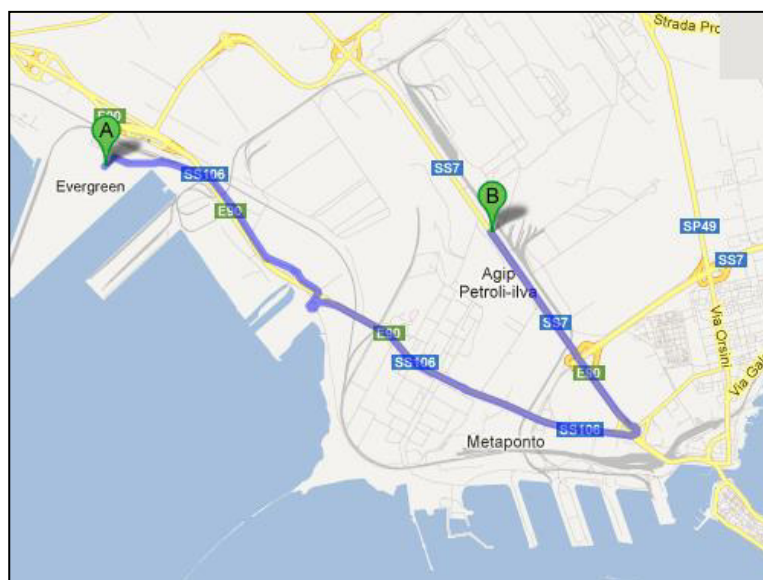 Strada Pro
E90
A
SS106
Evergreen
SS7
B
E90
SP49
SS7
Agip
Petroli-ilva
SS7
Via Orsini
E90
SS106
E90
Via Gal
SS106
Metaponto